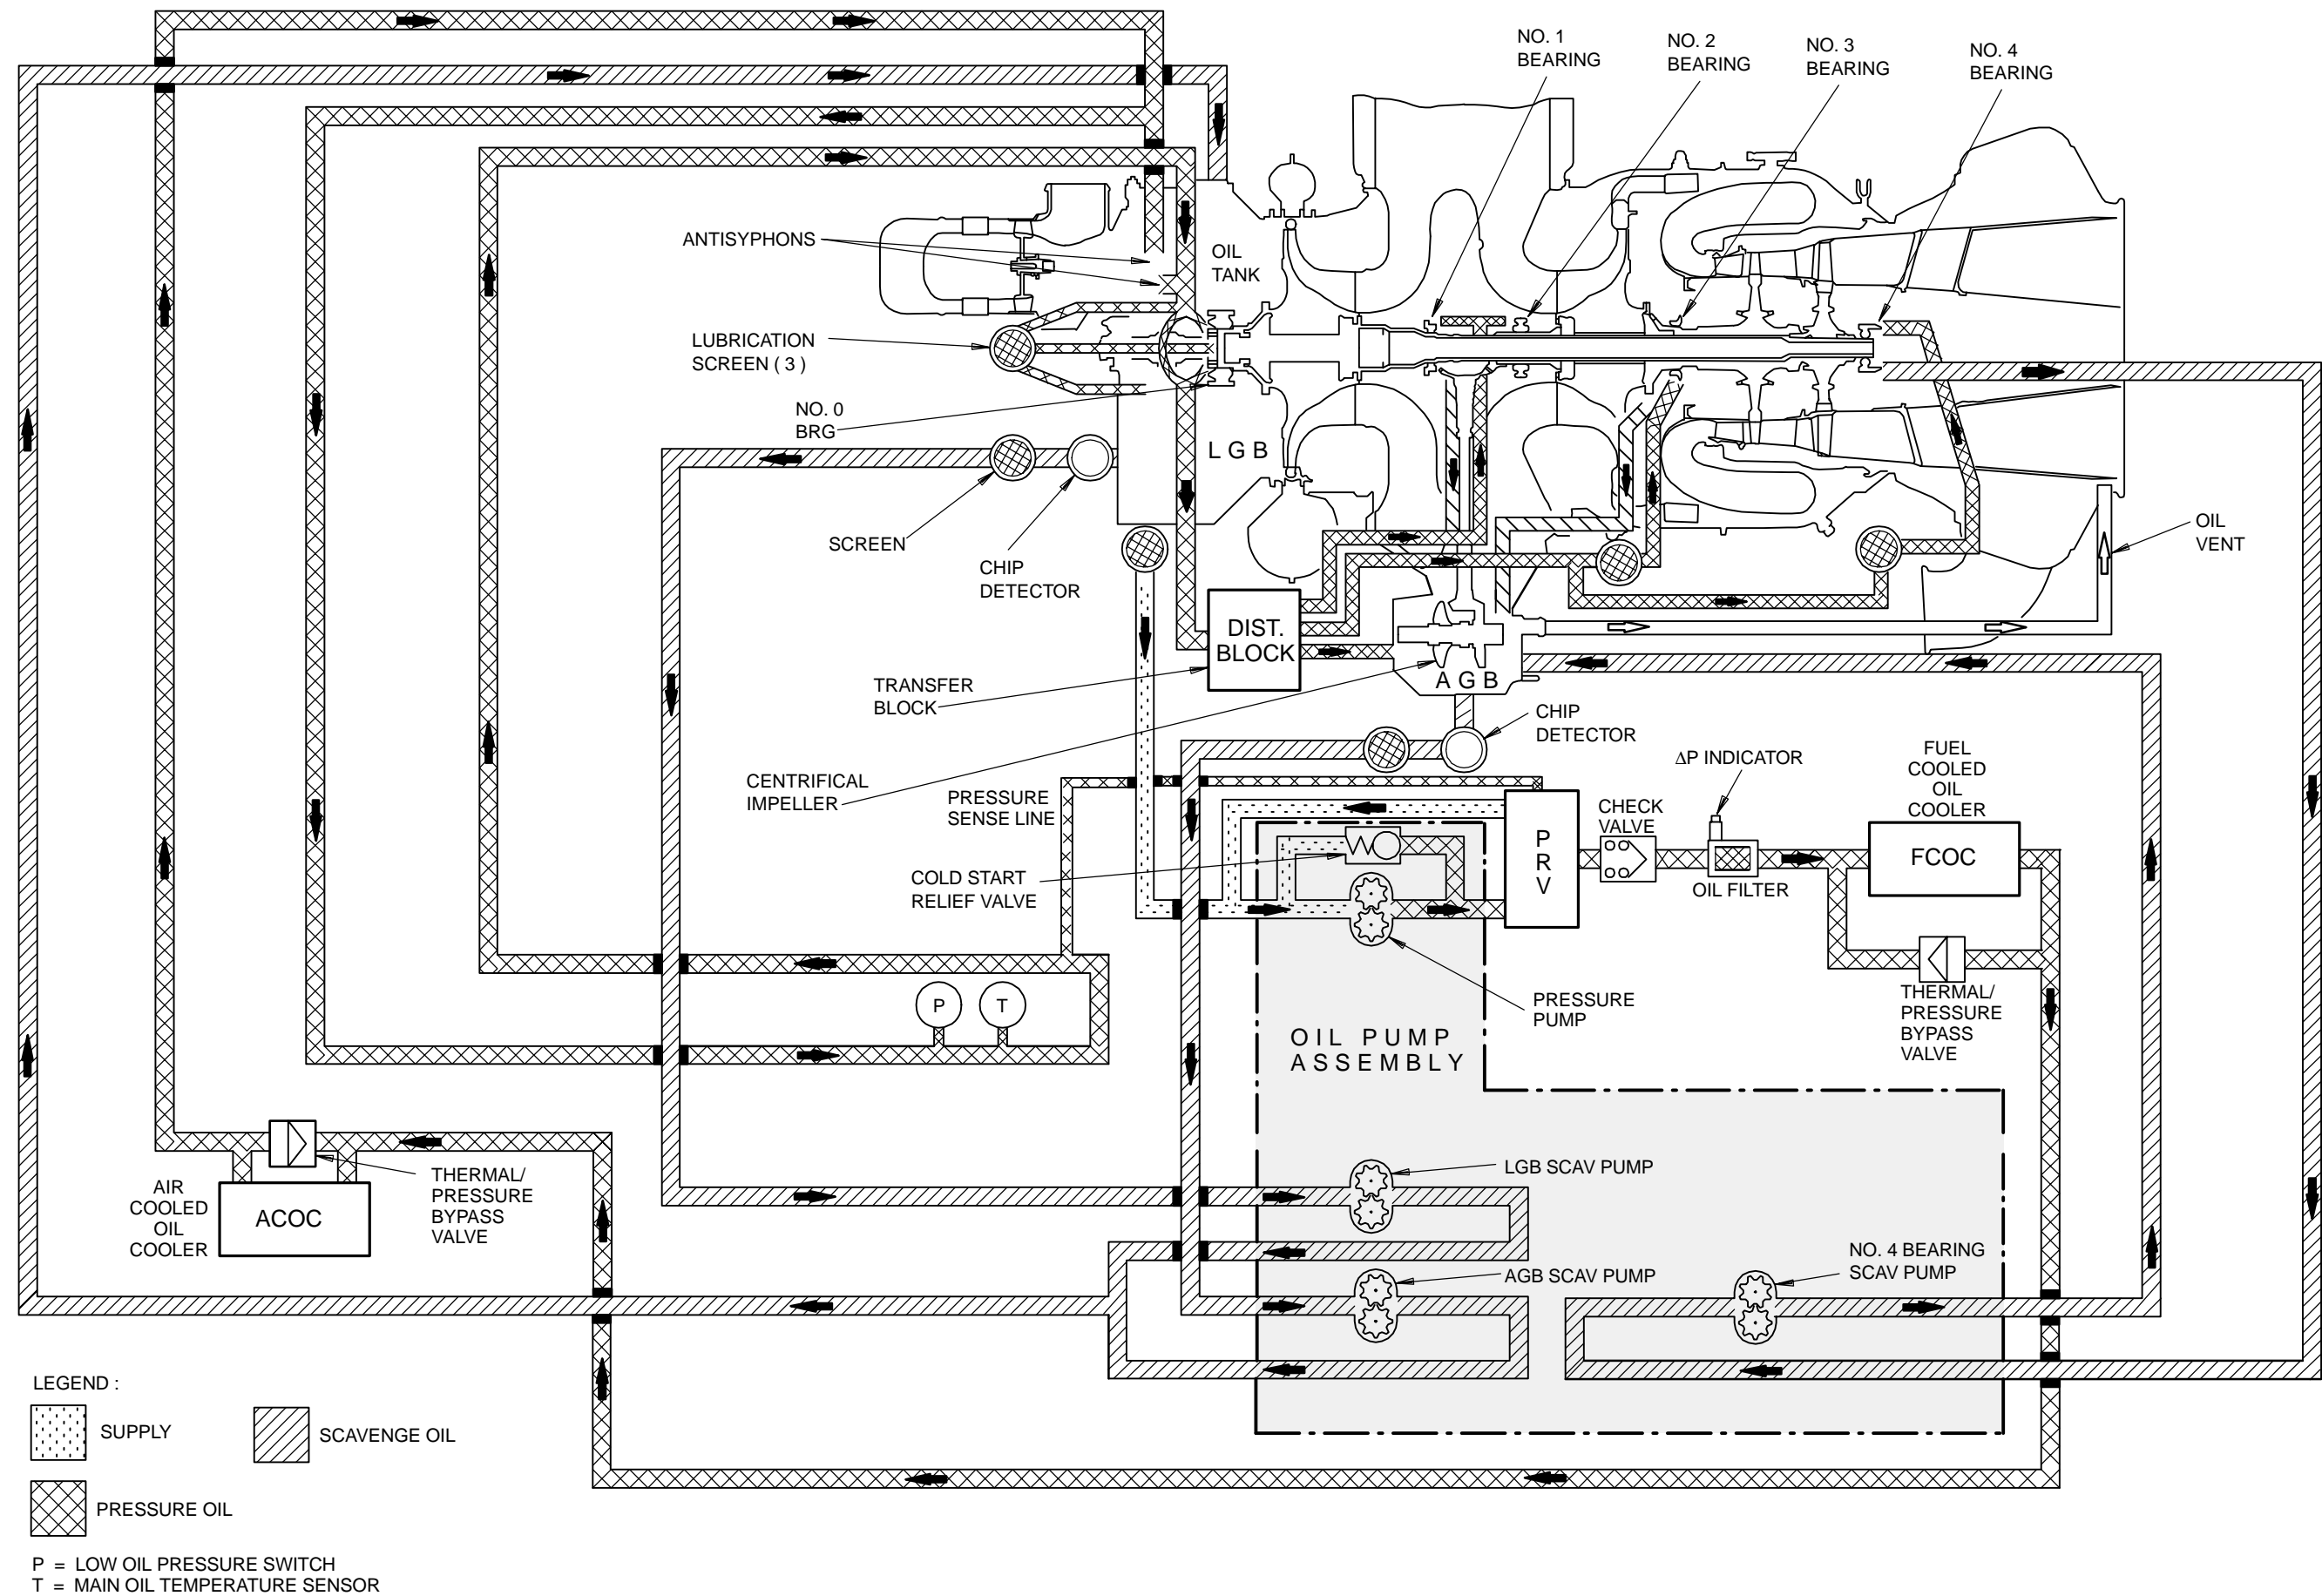 NO. 1
BEARING
NO. 2
BEARING
NO. 3
BEARING
NO. 4
BEARING
ANTISYPHONS
OIL
TANK
LUBRICATION
SCREEN ( 3 )
NO. 0
BRG
L G B
SCREEN
CHIP
DETECTOR
OIL
VENT
DIST.
BLOCK
TRANSFER
BLOCK
A G B
CHIP
DETECTOR
CENTRIFICAL
IMPELLER
PRESSURE
SENSE LINE
ΔP INDICATOR
FUEL
COOLED
OIL
COOLER
CHECK
VALVE
P
R
V
FCOC
OIL FILTER
COLD START
RELIEF VALVE
PRESSURE
PUMP
THERMAL/
PRESSURE
BYPASS
VALVE
P
T
OIL PUMP
ASSEMBLY
AIR
COOLED
OIL
COOLER
ACOC
THERMAL/
PRESSURE
BYPASS
VALVE
LGB SCAV PUMP
AGB SCAV PUMP
NO. 4 BEARING
SCAV PUMP
LEGEND :
SUPPLY
SCAVENGE OIL
PRESSURE OIL
P = LOW OIL PRESSURE SWITCH
T = MAIN OIL TEMPERATURE SENSOR